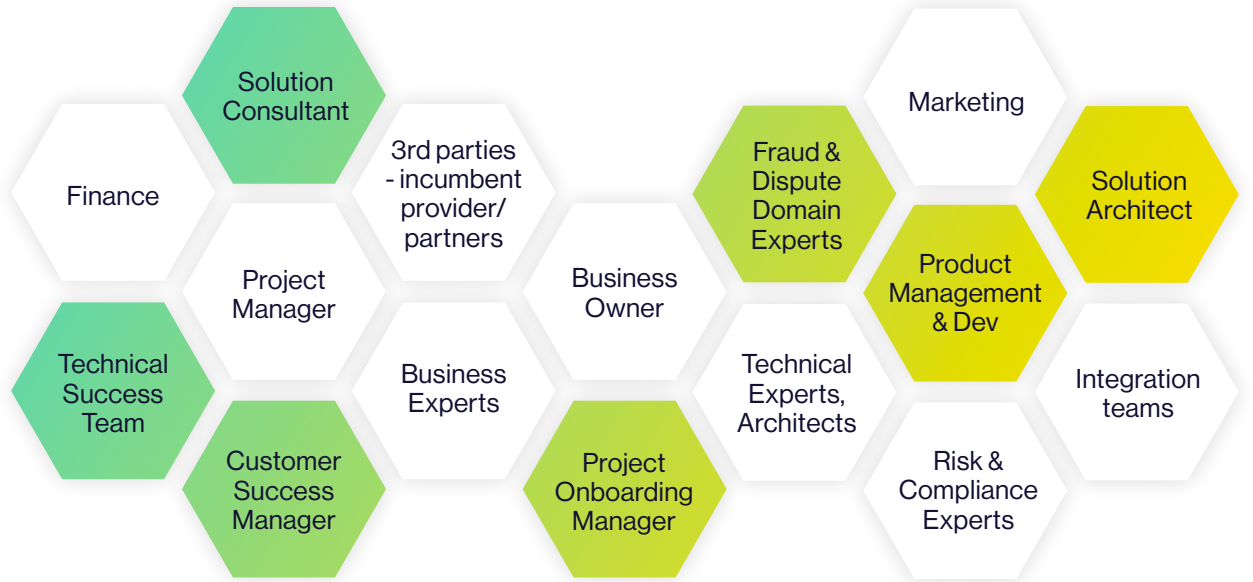 Solution
Consultant
Marketing
3rd parties
- incumbent
provider/
partners
Fraud &
Dispute
Domain
Experts
Finance
Solution
Architect
Project
Manager
Business
Owner
Product
Management
& Dev
Technical
Success
Team
Business
Experts
Technical
Experts,
Architects
Integration
teams
Customer
Success
Manager
Project
Onboarding
Manager
Risk &
Compliance
Experts